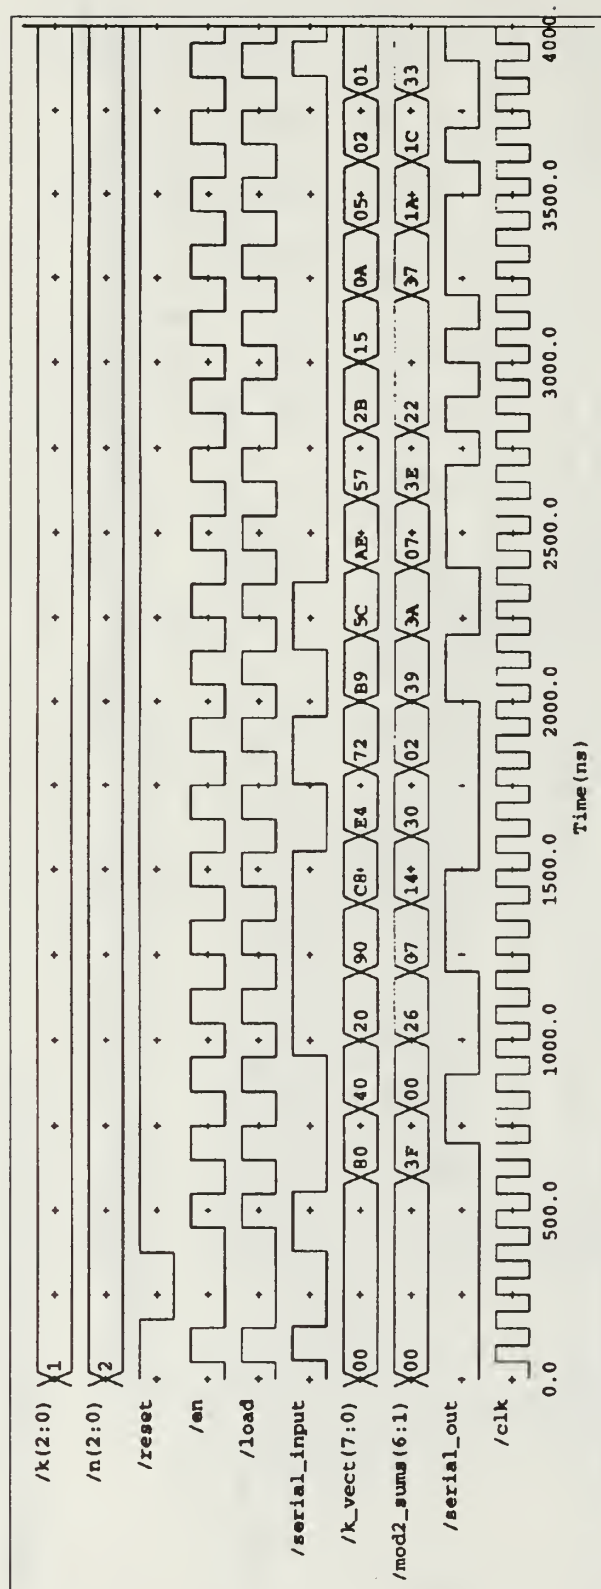 /k(2:0) 1
/n(2:0) 2
/reset
/en
/load
/serial_input
/k_vect(7:0) 00 80 40 20 90 C8 E4 72 B9 5C AE 57 2B 15 0A 05 02 01
/mod2_sums(6:1) 00 3F 00 26 07 14 30 02 39 3A 07 3E 22 37 1A 1C 33
/serial_out
/clk
0.0 500.0 1000.0 1500.0 2000.0 2500.0 3000.0 3500.0 4000.
Time(ns)